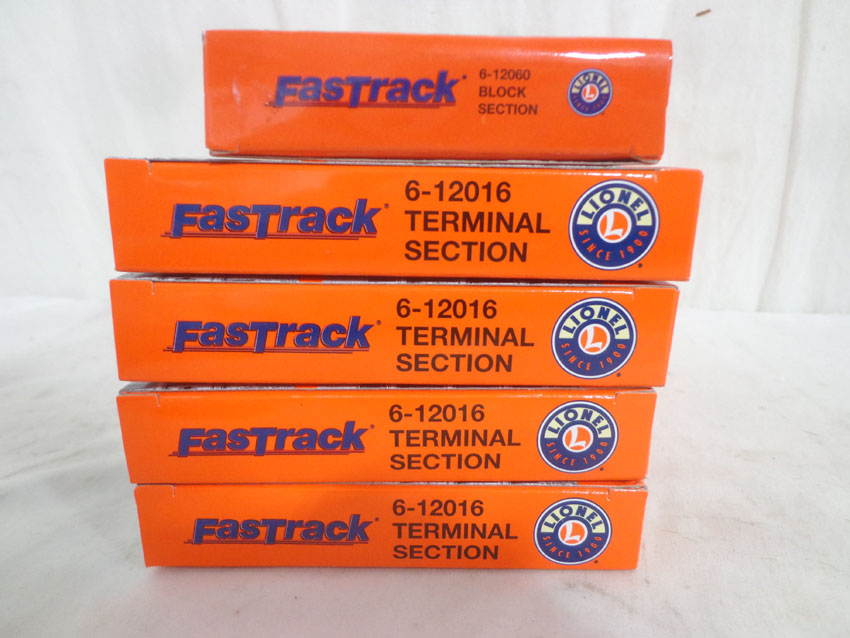 FasTrack
6-12060
BLOCK
SECTION
LIONEL
L
SINCE 1900
FasTrack
6-12016
TERMINAL
SECTION
LIONEL
L
SINCE 1900
FasTrack
6-12016
TERMINAL
SECTION
LIONEL
L
SINCE 1900
FasTrack
6-12016
TERMINAL
SECTION
LIONEL
L
SINCE 1900
FasTrack
6-12016
TERMINAL
SECTION
LIONEL
L
SINCE 1900